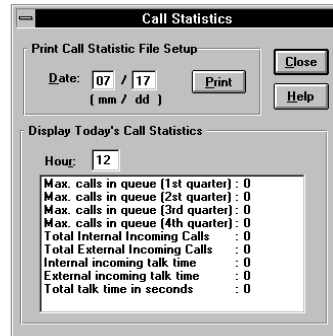 Call Statistics
Print Call Statistic File Setup
Date: 07 / 17
( mm / dd )
Print
Close
Help
Display Today's Call Statistics
Hour: 12
Max. calls in queue (1st quarter) : 0
Max. calls in queue (2st quarter) : 0
Max. calls in queue (3rd quarter) : 0
Max. calls in queue (4th quarter) : 0
Total Internal Incoming Calls : 0
Total External Incoming Calls : 0
Internal incoming talk time : 0
External incoming talk time : 0
Total talk time in seconds : 0